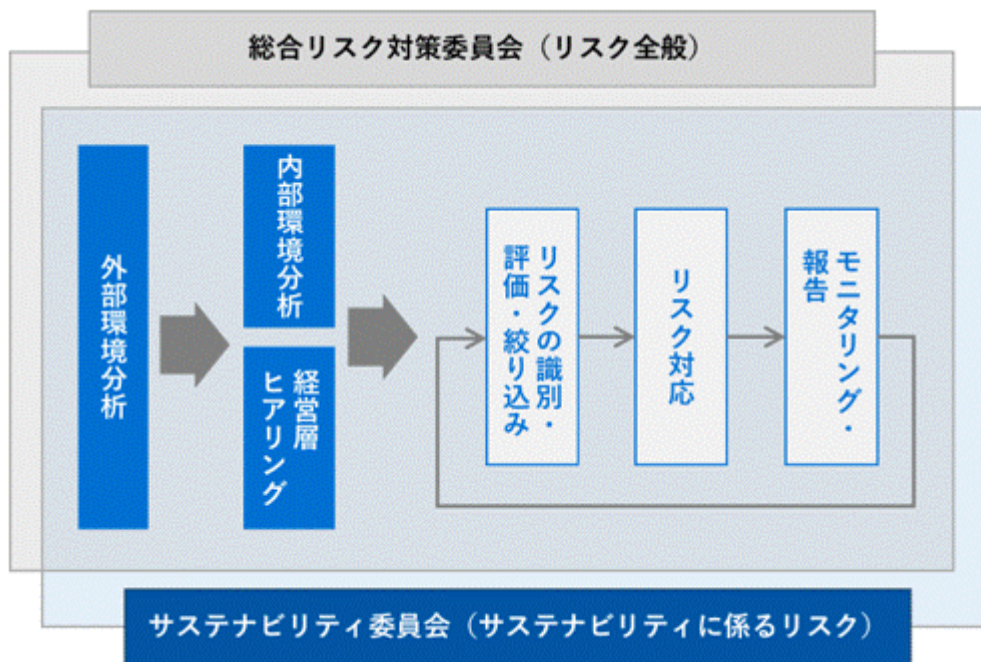 総合リスク対策委員会（リスク全般）
外部環境分析
内部環境分析
経営層
ヒアリング
リスクの識別・
評価・絞り込み
リスク対応
モニタリング・
報告
サステナビリティ委員会（サステナビリティに係るリスク）